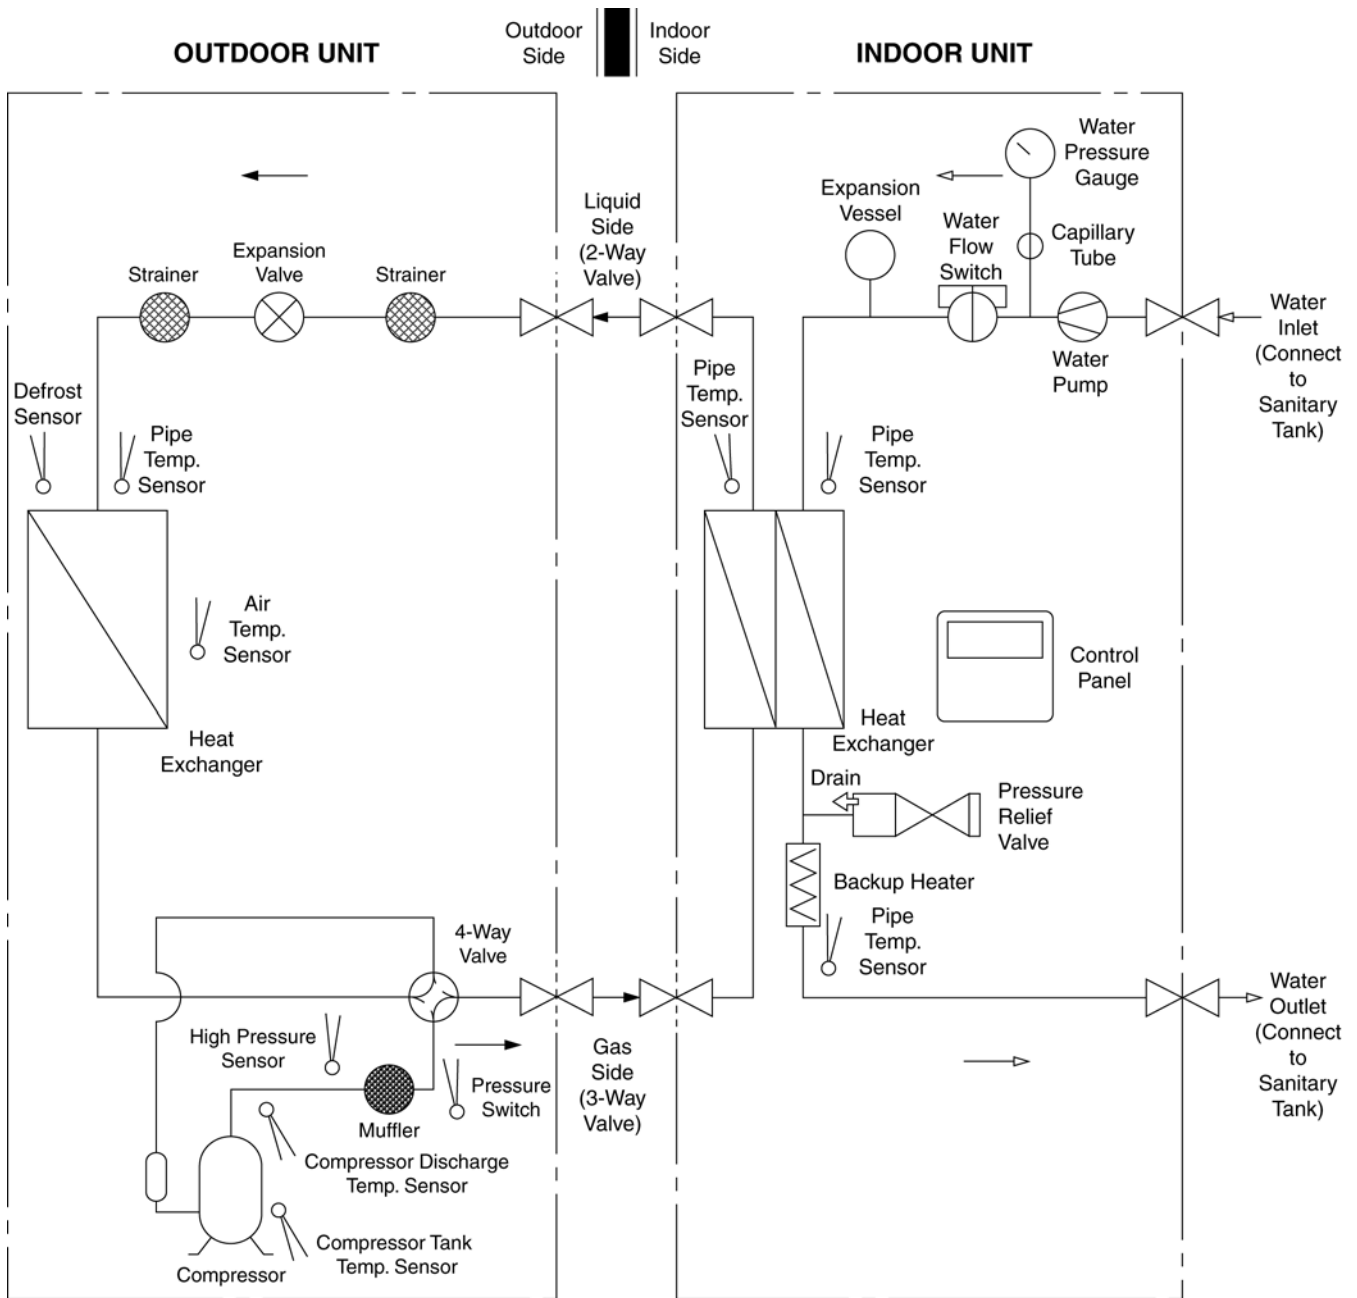 OUTDOOR UNIT
Outdoor
Side
Indoor
Side
INDOOR UNIT
Water
Pressure
Gauge
Expansion
Vessel
Water
Flow
Switch
Capillary
Tube
Liquid
Side
(2-Way
Valve)
Strainer
Expansion
Valve
Strainer
Water
Inlet
(Connect
to
Sanitary
Tank)
Water
Pump
Defrost
Sensor
Pipe
Temp.
Sensor
Pipe
Temp.
Sensor
Pipe
Temp.
Sensor
Air
Temp.
Sensor
Control
Panel
Heat
Exchanger
Heat
Exchanger
Drain
Pressure
Relief
Valve
Backup Heater
Pipe
Temp.
Sensor
4-Way
Valve
High Pressure
Sensor
Gas
Side
(3-Way
Valve)
Water
Outlet
(Connect
to
Sanitary
Tank)
Pressure
Switch
Muffler
Compressor Discharge
Temp. Sensor
Compressor Tank
Temp. Sensor
Compressor